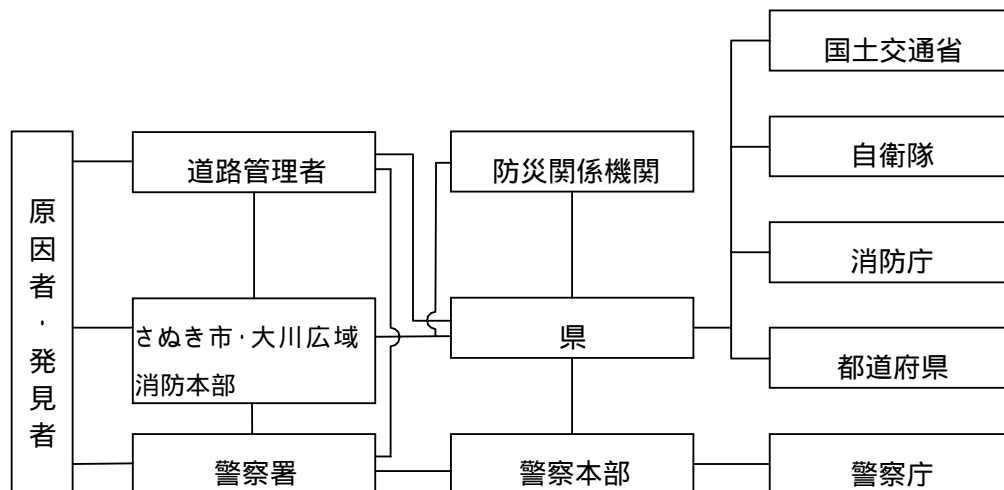 国土交通省
道路管理者
防災関係機関
自衛隊
原因者・発見者
消防庁
さぬき市・大川広域
消防本部
県
都道府県
警察署
警察本部
警察庁